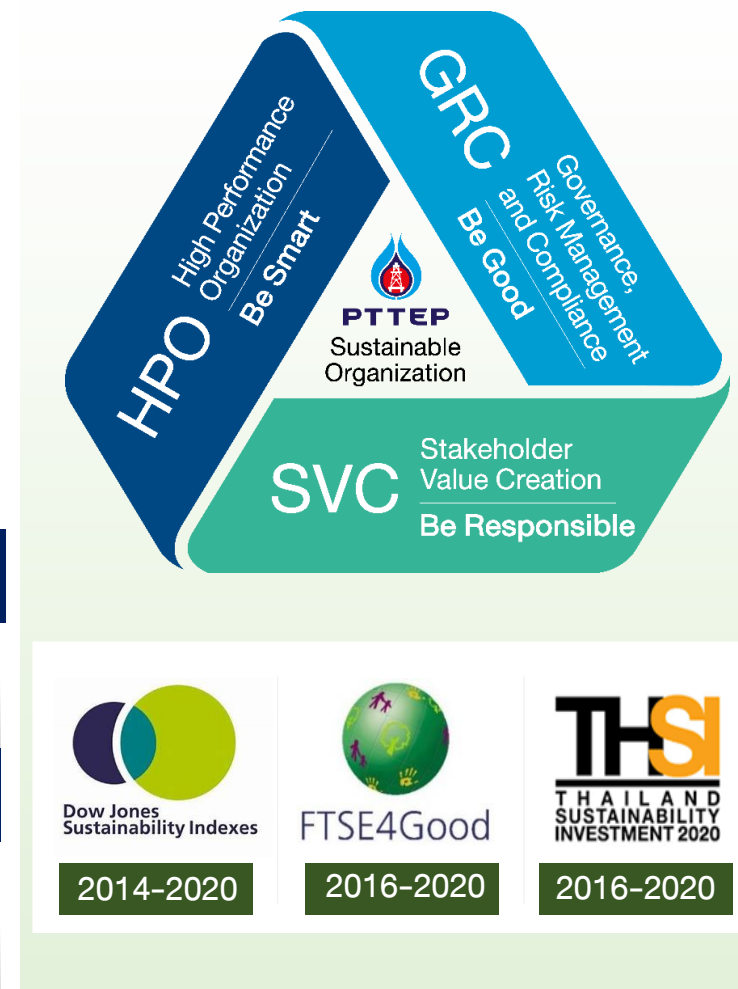 HPO
High Performance
Organization
Be Smart
GRC
Governance,
Risk Management
and Compliance
Be Good
PTTEP
Sustainable
Organization
SVC
Stakeholder
Value Creation
Be Responsible
Dow Jones
Sustainability Indexes
2014-2020
FTSE4Good
2016-2020
THSI
THAILAND
SUSTAINABILITY
INVESTMENT 2020
2016-2020